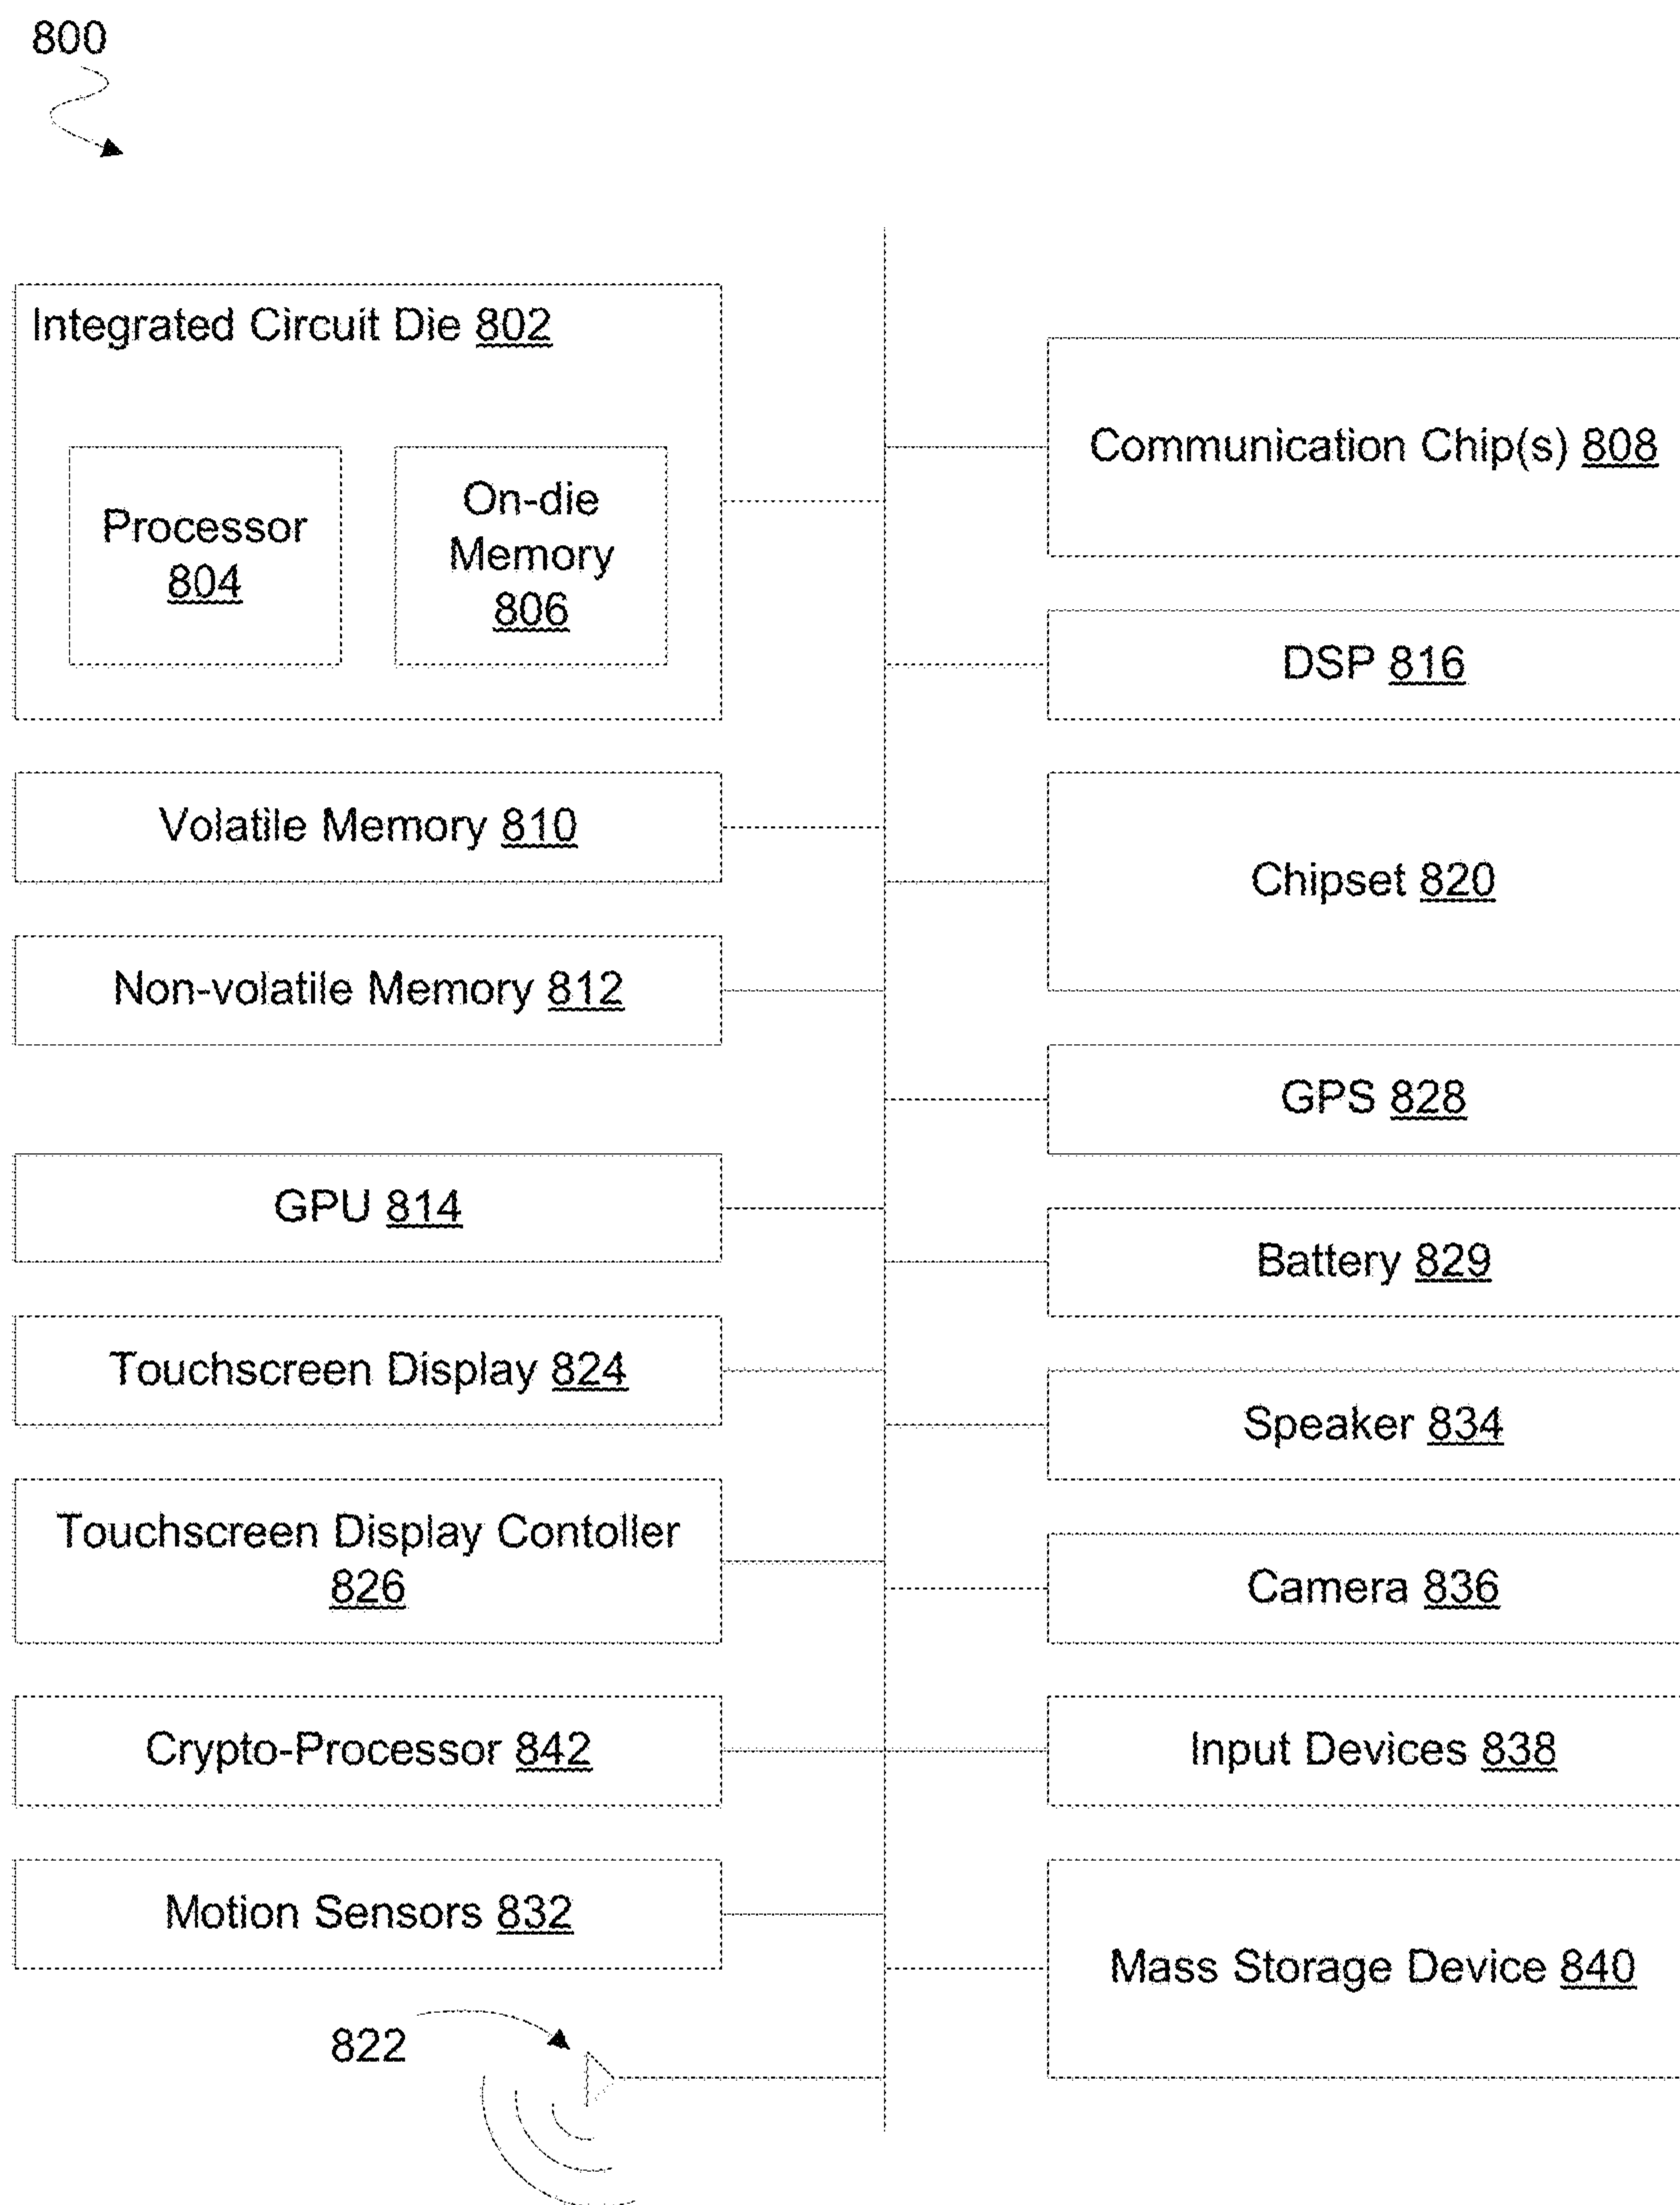 800
Integrated Circuit Die 802
Processor
804
On-die
Memory
806
Volatile Memory 810
Non-volatile Memory 812
GPU 814
Touchscreen Display 824
Touchscreen Display Contoller
826
Crypto-Processor 842
Motion Sensors 832
822
Communication Chip(s) 808
DSP 816
Chipset 820
GPS 828
Battery 829
Speaker 834
Camera 836
Input Devices 838
Mass Storage Device 840